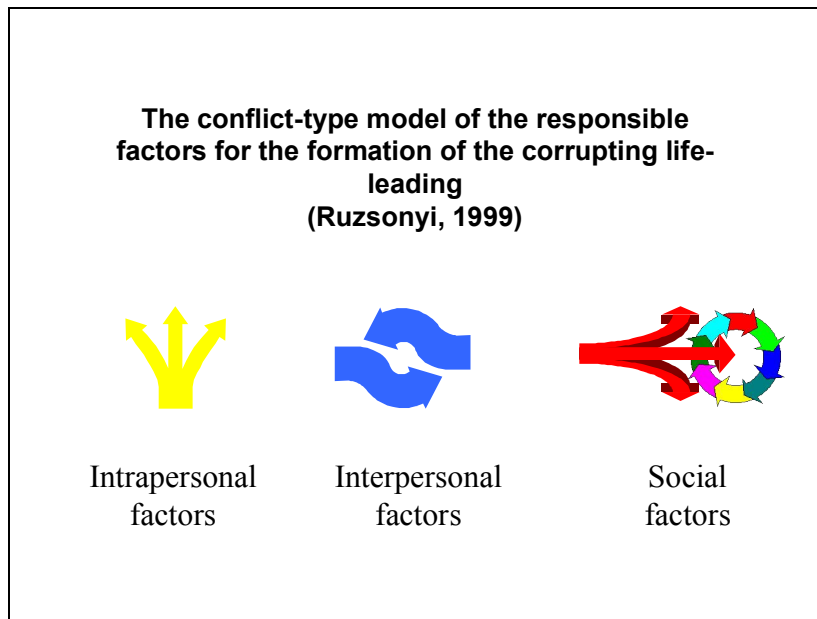 The conflict-type model of the responsible
factors for the formation of the corrupting life-
leading
(Ruzsonyi, 1999)
Intrapersonal
factors
Interpersonal
factors
Social
factors